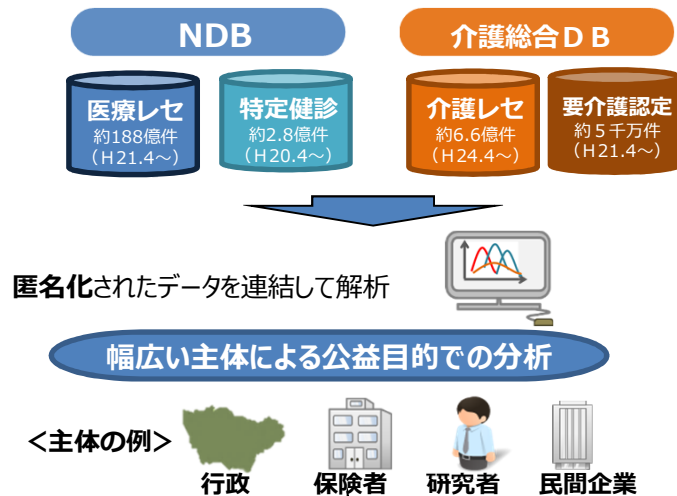 NDB
介護総合ＤＢ
医療レセ
約188億件
（Ｈ21.4～）
特定健診
約2.8億件
（Ｈ20.4～）
介護レセ
約6.6億件
（Ｈ24.4～）
要介護認定
約５千万件
（Ｈ21.4～）
匿名化されたデータを連結して解析
幅広い主体による公益目的での分析
＜主体の例＞
行政
保険者
研究者
民間企業